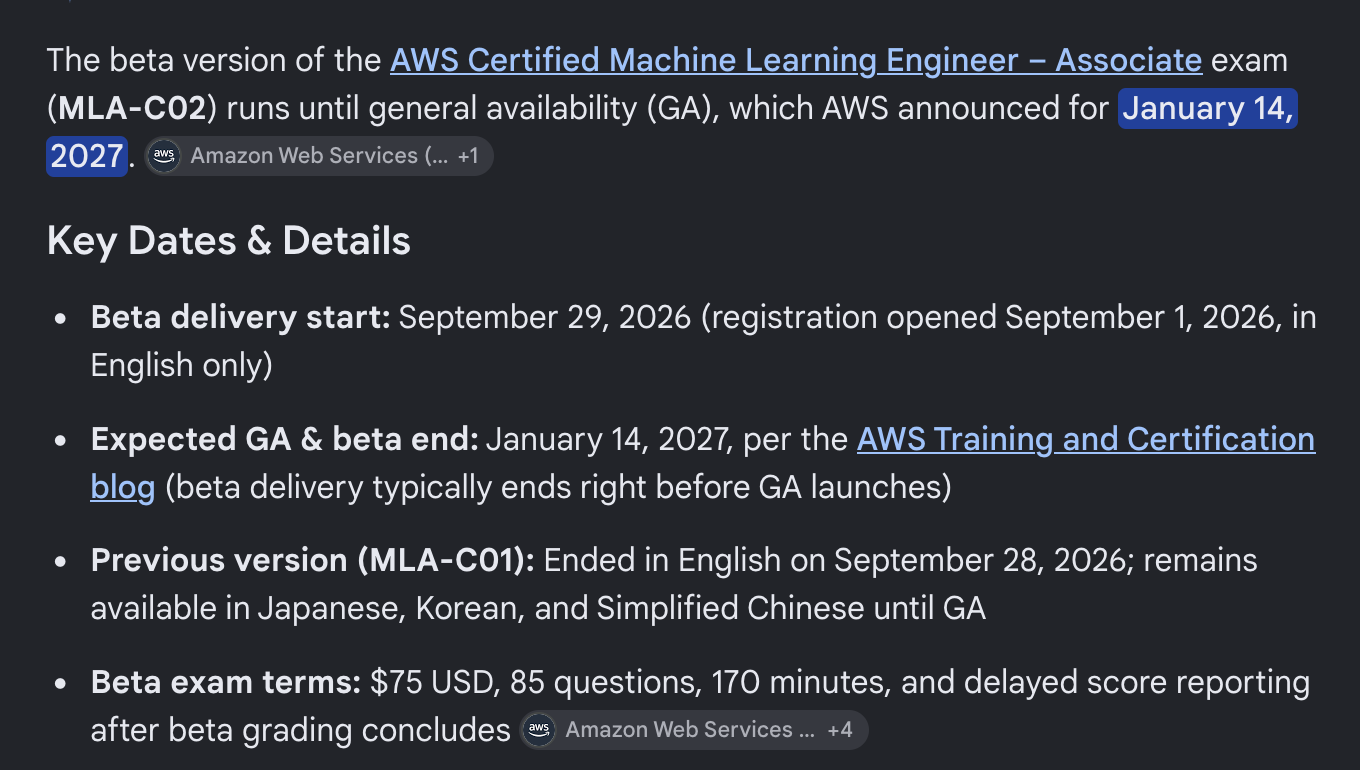 The beta version of the AWS Certified Machine Learning Engineer – Associate exam
(MLA-C02) runs until general availability (GA), which AWS announced for January 14,
2027. aws Amazon Web Services (... +1
Key Dates & Details
• Beta delivery start: September 29, 2026 (registration opened September 1, 2026, in
English only)
• Expected GA & beta end: January 14, 2027, per the AWS Training and Certification
blog (beta delivery typically ends right before GA launches)
• Previous version (MLA-C01): Ended in English on September 28, 2026; remains
available in Japanese, Korean, and Simplified Chinese until GA
• Beta exam terms: $75 USD, 85 questions, 170 minutes, and delayed score reporting
after beta grading concludes aws Amazon Web Services ... +4